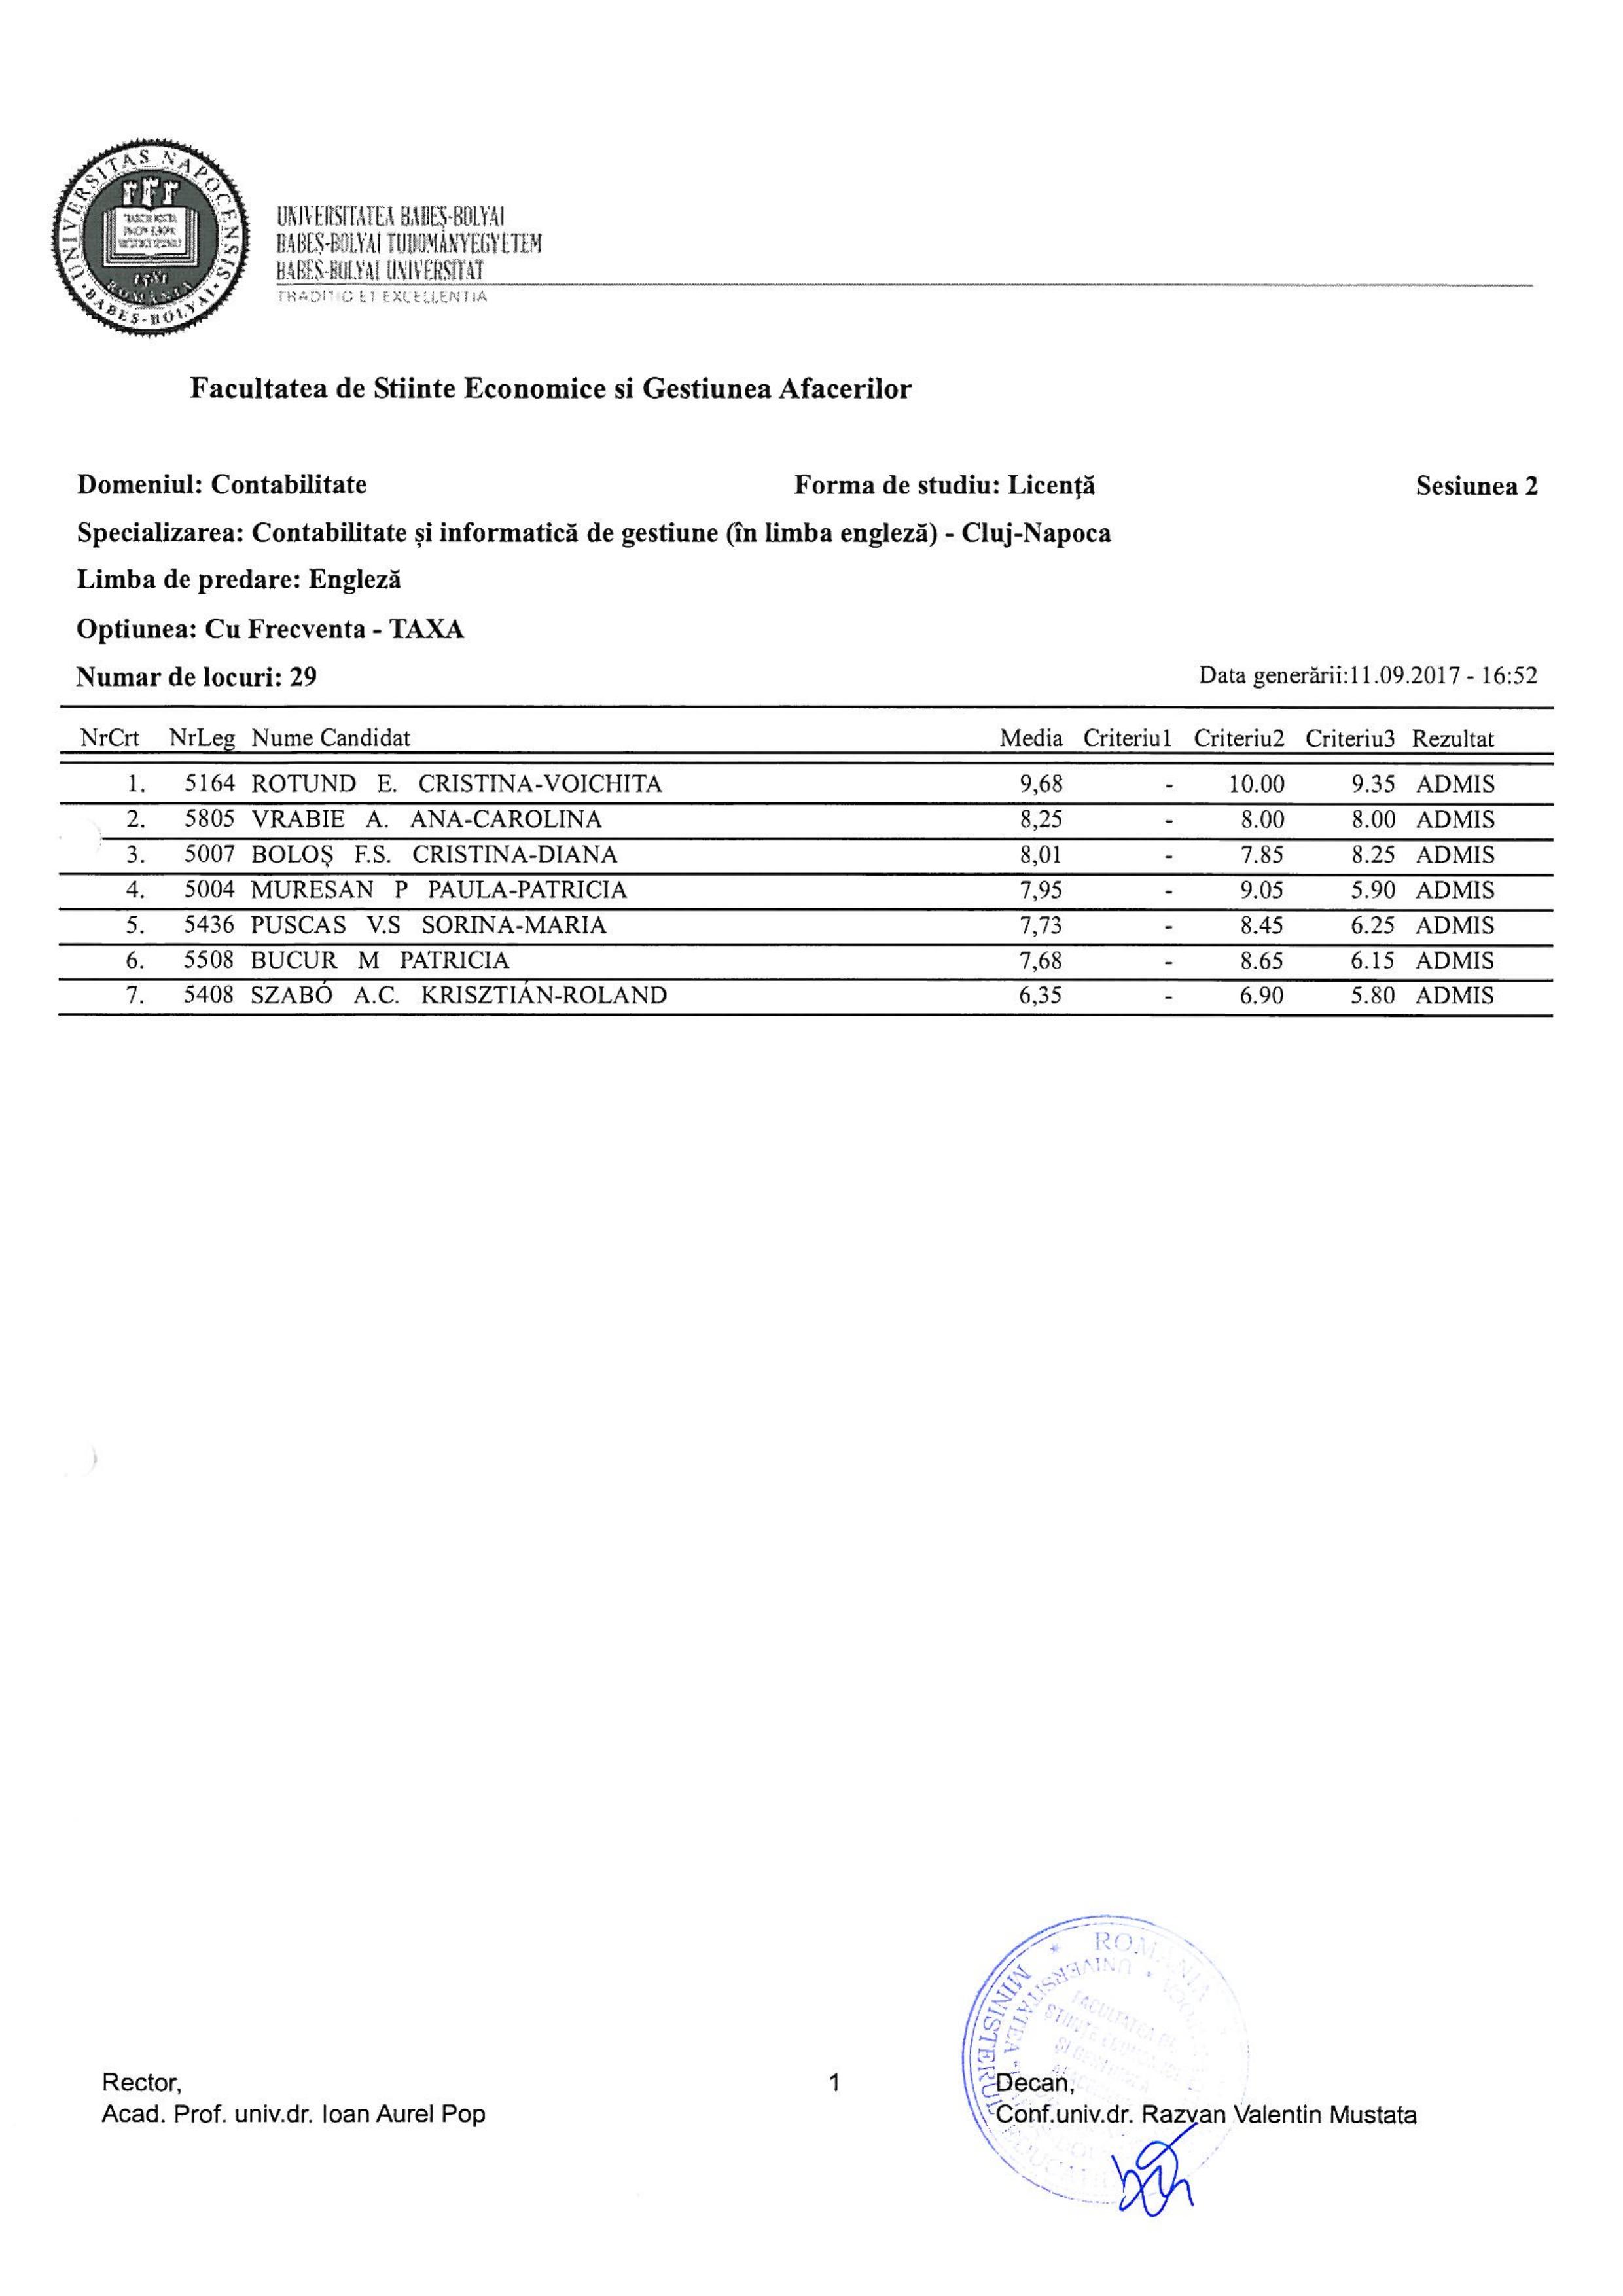 UNIVERSITAS NAPOCENSIS
BABEȘ-BOLYAI
ROMÂNIA
UNIVERSITATEA BABEȘ-BOLYAI
BABEȘ-BOLYAI TUDOMÁNYEGYETEM
BABEȘ-BOLYAI UNIVERSITÄT
TRADITIO ET EXCELLENTIA
Facultatea de Stiinte Economice si Gestiunea Afacerilor
Domeniul: Contabilitate Forma de studiu: Licenţă Sesiunea 2
Specializarea: Contabilitate și informatică de gestiune (în limba engleză) - Cluj-Napoca
Limba de predare: Engleză
Optiunea: Cu Frecventa - TAXA
Numar de locuri: 29 Data generării:11.09.2017 - 16:52
NrCrt NrLeg Nume Candidat Media Criteriu1 Criteriu2 Criteriu3 Rezultat
1. 5164 ROTUND E. CRISTINA-VOICHITA 9,68 - 10.00 9.35 ADMIS
2. 5805 VRABIE A. ANA-CAROLINA 8,25 - 8.00 8.00 ADMIS
3. 5007 BOLOȘ F.S. CRISTINA-DIANA 8,01 - 7.85 8.25 ADMIS
4. 5004 MURESAN P PAULA-PATRICIA 7,95 - 9.05 5.90 ADMIS
5. 5436 PUSCAS V.S SORINA-MARIA 7,73 - 8.45 6.25 ADMIS
6. 5508 BUCUR M PATRICIA 7,68 - 8.65 6.15 ADMIS
7. 5408 SZABÓ A.C. KRISZTIÁN-ROLAND 6,35 - 6.90 5.80 ADMIS
ROMÂNIA
MINISTERUL
UNIVERSITATEA
FACULTATEA DE
Rector, 1 Decan,
Acad. Prof. univ.dr. Ioan Aurel Pop Conf.univ.dr. Razvan Valentin Mustata